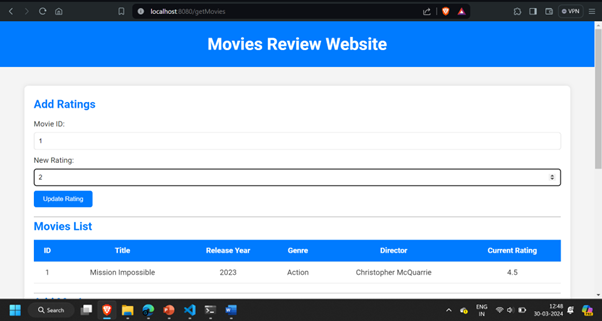 localhost:8080/getMovies
VPN
Movies Review Website
Add Ratings
Movie ID:
1
New Rating:
2
Update Rating
Movies List
ID Title Release Year Genre Director Current Rating
1 Mission Impossible 2023 Action Christopher McQuarrie 4.5
Search
ENG
IN
12:48
30-03-2024